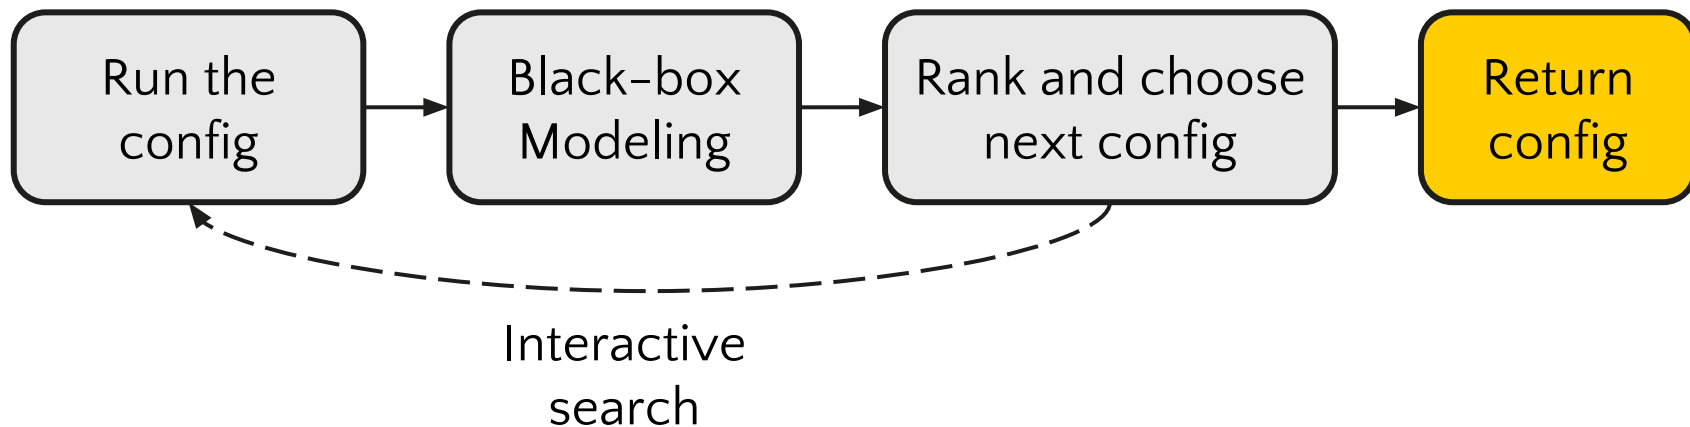 Run the
config
Black-box
Modeling
Rank and choose
next config
Return
config
Interactive
search